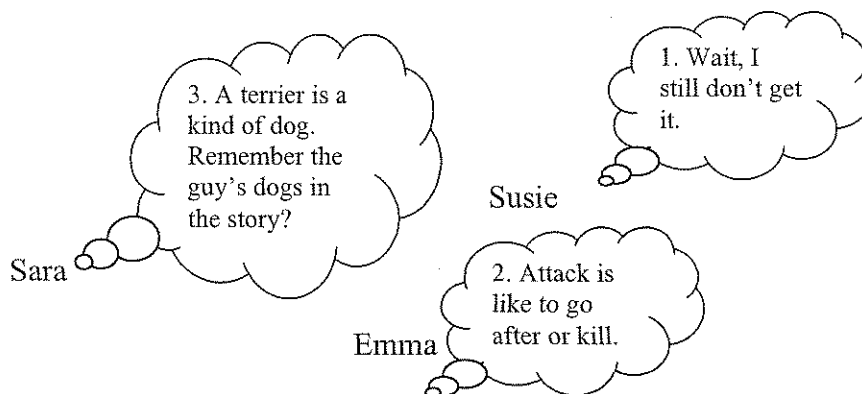 1. Wait, I
still don't get
it.
Susie
2. Attack is
like to go
after or kill.
Emma
3. A terrier is a
kind of dog.
Remember the
guy's dogs in
the story?
Sara